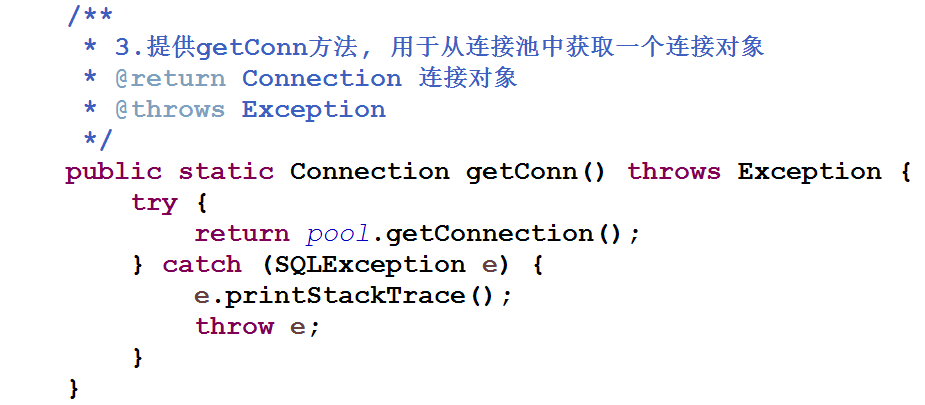 /**
 * 3.提供getConn方法, 用于从连接池中获取一个连接对象
 * @return Connection 连接对象
 * @throws Exception
 */
public static Connection getConn() throws Exception {
    try {
        return pool.getConnection();
    } catch (SQLException e) {
        e.printStackTrace();
        throw e;
    }
}